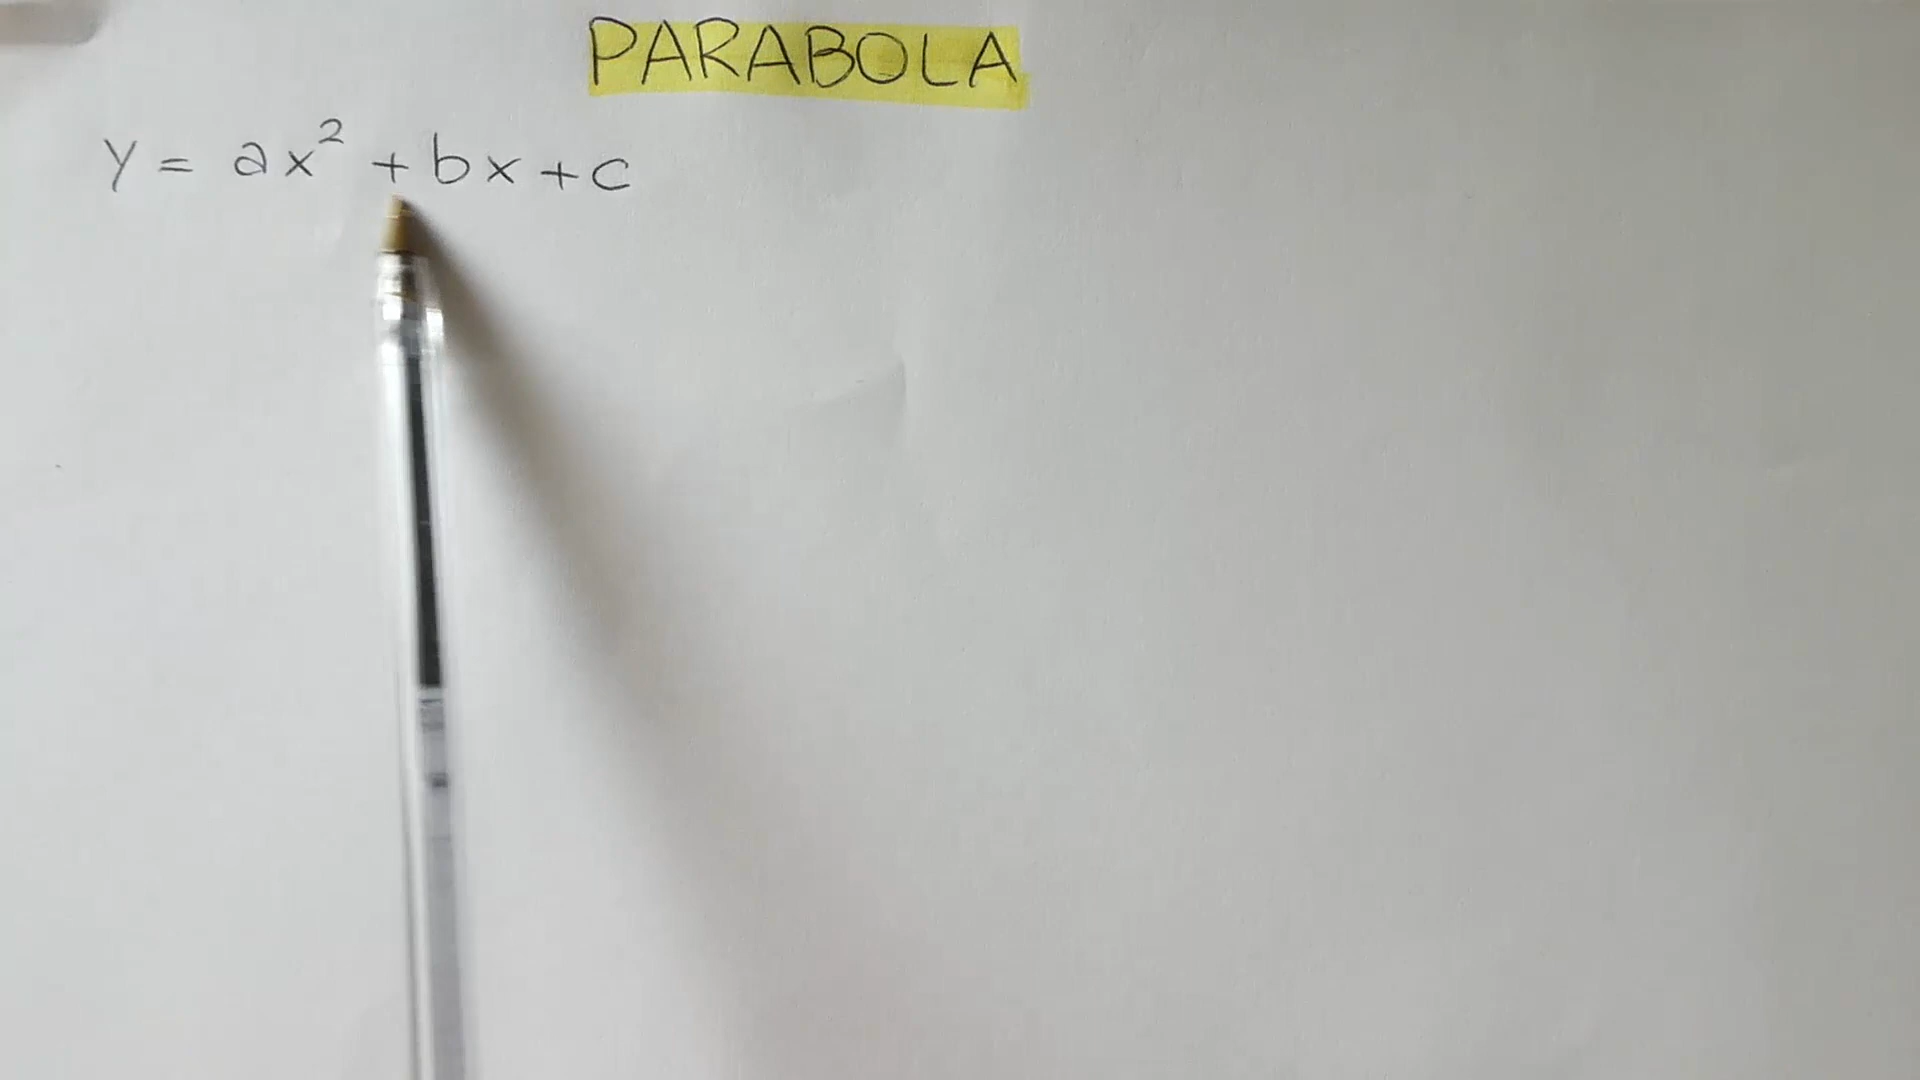 PARABOLA
y = ax² + bx + c